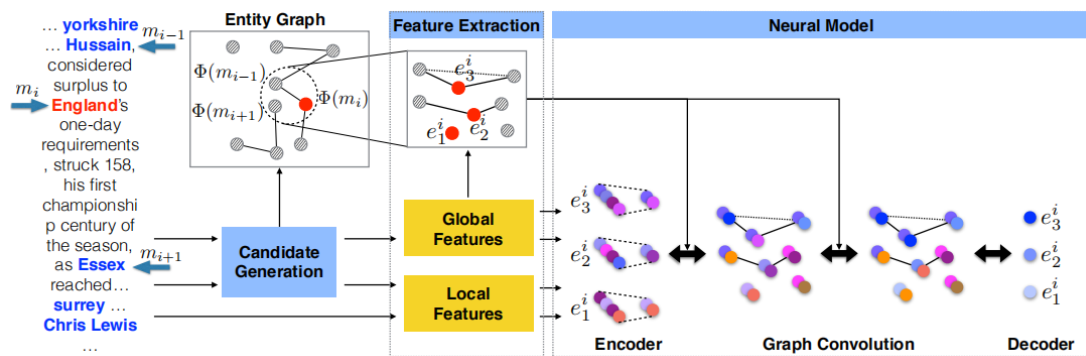 ... yorkshire
... Hussain,
considered
surplus to
England's
one-day
requirements
, struck 158,
his first
championshi
p century of
the season,
as Essex
reached...
surrey ...
Chris Lewis
...
m_{i-1}
m_i
m_{i+1}
Entity Graph
Φ(m_{i-1})
Φ(m_i)
Φ(m_{i+1})
Candidate
Generation
Feature Extraction
e_3^i
e_2^i
e_1^i
Global
Features
Local
Features
Neural Model
e_3^i
e_2^i
e_1^i
Encoder
Graph Convolution
e_3^i
e_2^i
e_1^i
Decoder